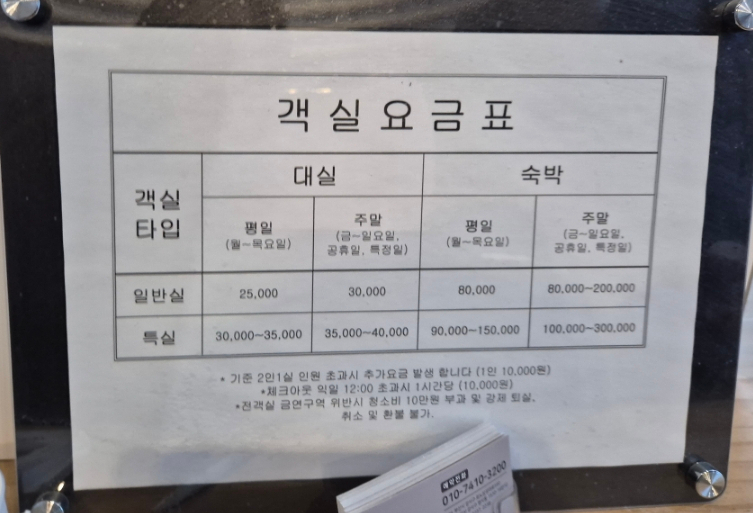 객실요금표
객실 타입 대실 숙박
평일 (월~목요일) 주말 (금~일요일, 공휴일, 특정일) 평일 (월~목요일) 주말 (금~일요일, 공휴일, 특정일)
일반실 25,000 30,000 80,000 80,000~200,000
특실 30,000~35,000 35,000~40,000 90,000~150,000 100,000~300,000
* 기준 2인1실 인원 초과시 추가요금 발생 합니다 (1인 10,000원)
*체크아웃 익일 12:00 초과시 1시간당 (10,000원)
*전객실 금연구역 위반시 청소비 10만원 부과 및 강제 퇴실,
취소 및 환불 불가.
예약전화
010-7410-3200